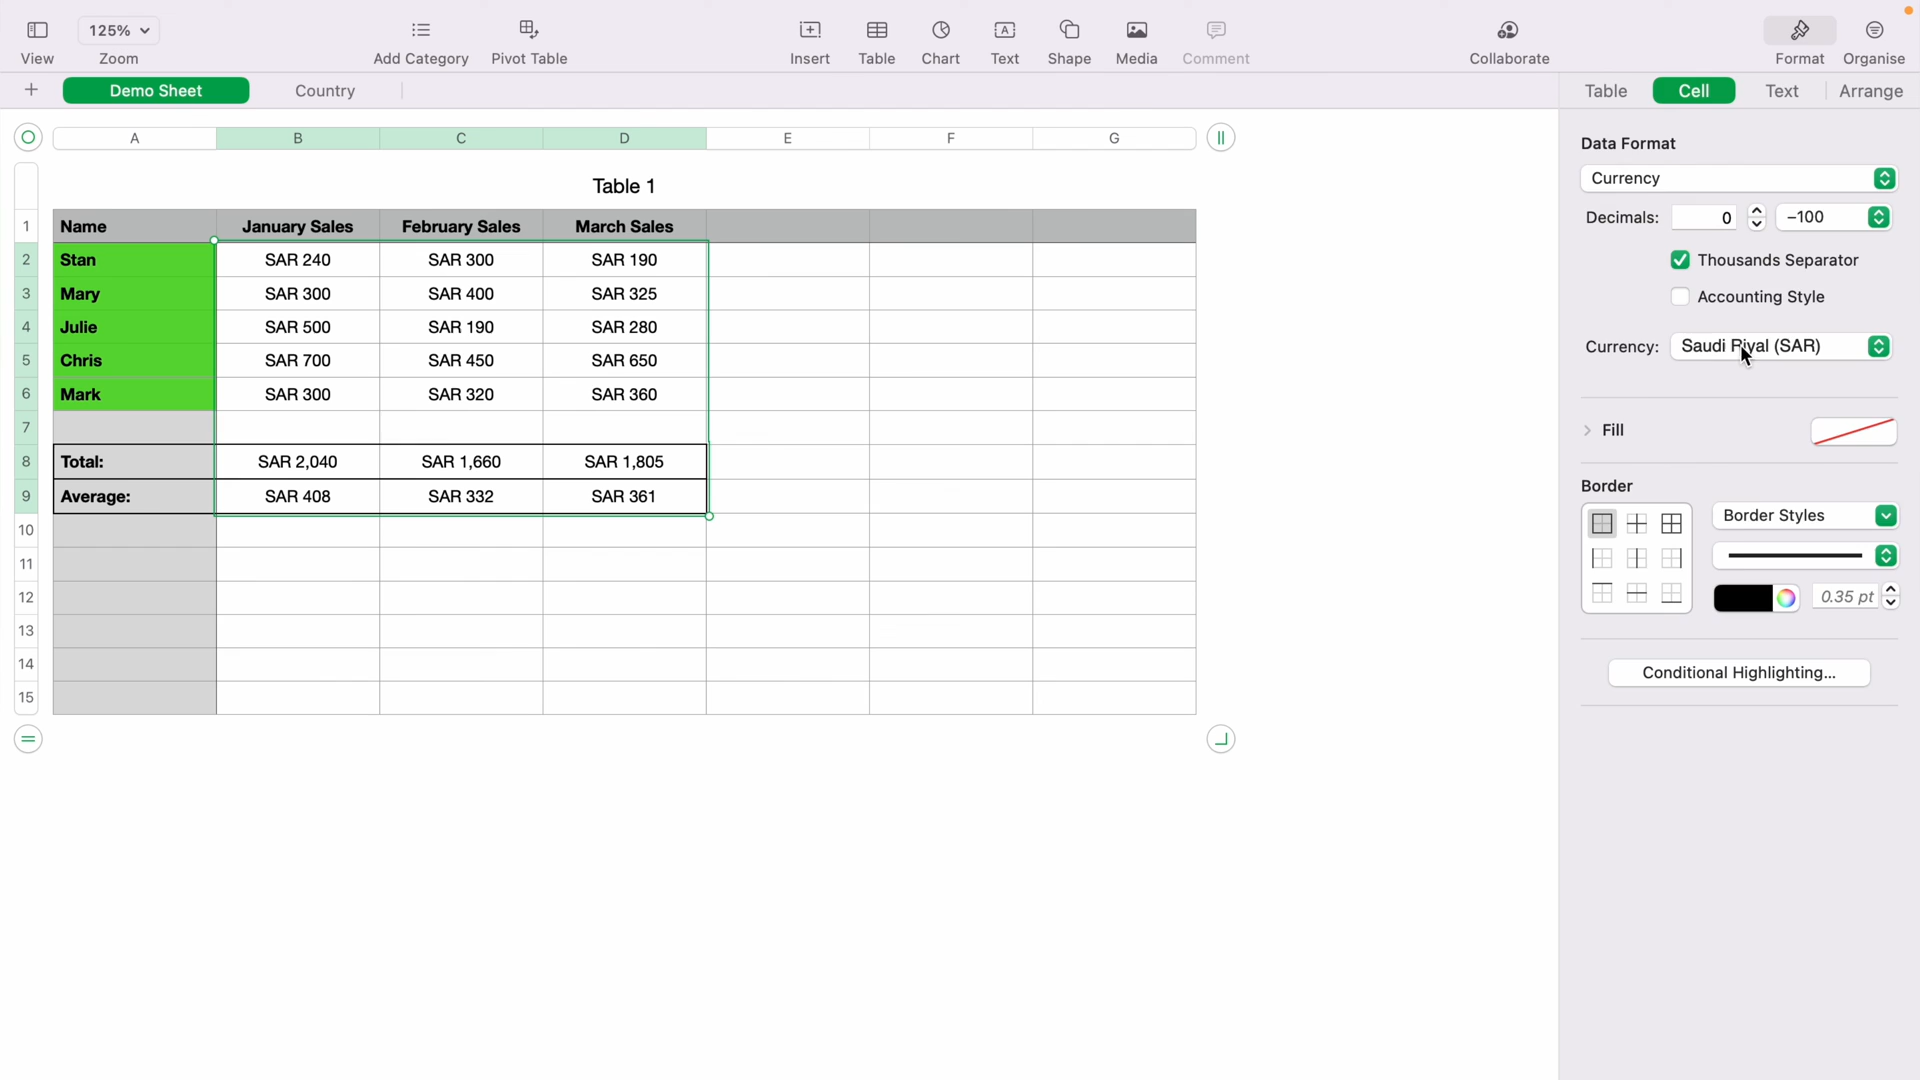 125%
View Zoom Add Category Pivot Table Insert Table Chart Text Shape Media Comment Collaborate Format Organise
Demo Sheet Country
Table Cell Text Arrange
A B C D E F G
Table 1
1 Name January Sales February Sales March Sales
2 Stan SAR 240 SAR 300 SAR 190
3 Mary SAR 300 SAR 400 SAR 325
4 Julie SAR 500 SAR 190 SAR 280
5 Chris SAR 700 SAR 450 SAR 650
6 Mark SAR 300 SAR 320 SAR 360
7
8 Total: SAR 2,040 SAR 1,660 SAR 1,805
9 Average: SAR 408 SAR 332 SAR 361
10
11
12
13
14
15
Data Format
Currency
Decimals: 0 –100
Thousands Separator
Accounting Style
Currency: Saudi Riyal (SAR)
Fill
Border
Border Styles
0.35 pt
Conditional Highlighting...